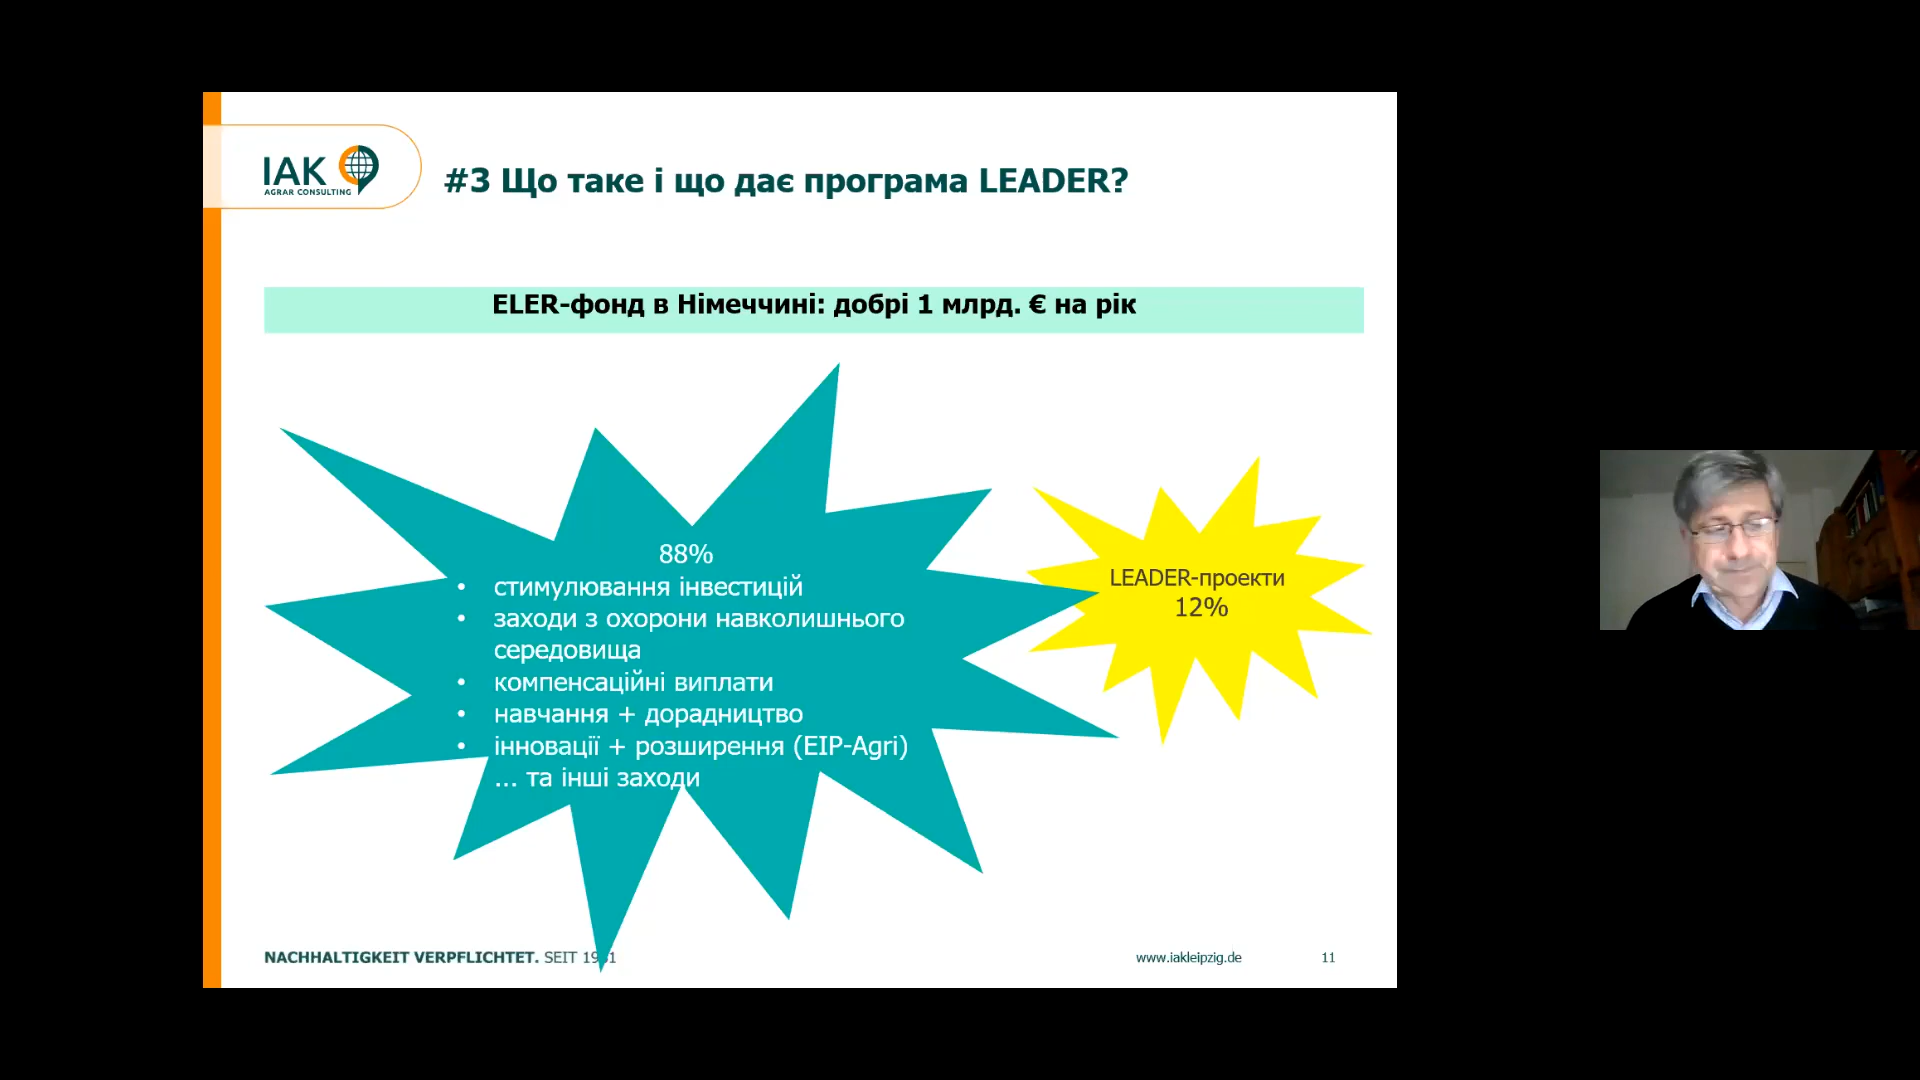 IAK
AGRAR CONSULTING
#3 Що таке і що дає програма LEADER?
ELER-фонд в Німеччині: добрі 1 млрд. € на рік
88%
• стимулювання інвестицій
• заходи з охорони навколишнього
середовища
• компенсаційні виплати
• навчання + дорадництво
• інновації + розширення (EIP-Agri)
... та інші заходи
LEADER-проекти
12%
NACHHALTIGKEIT VERPFLICHTET. SEIT
www.iakleipzig.de
11